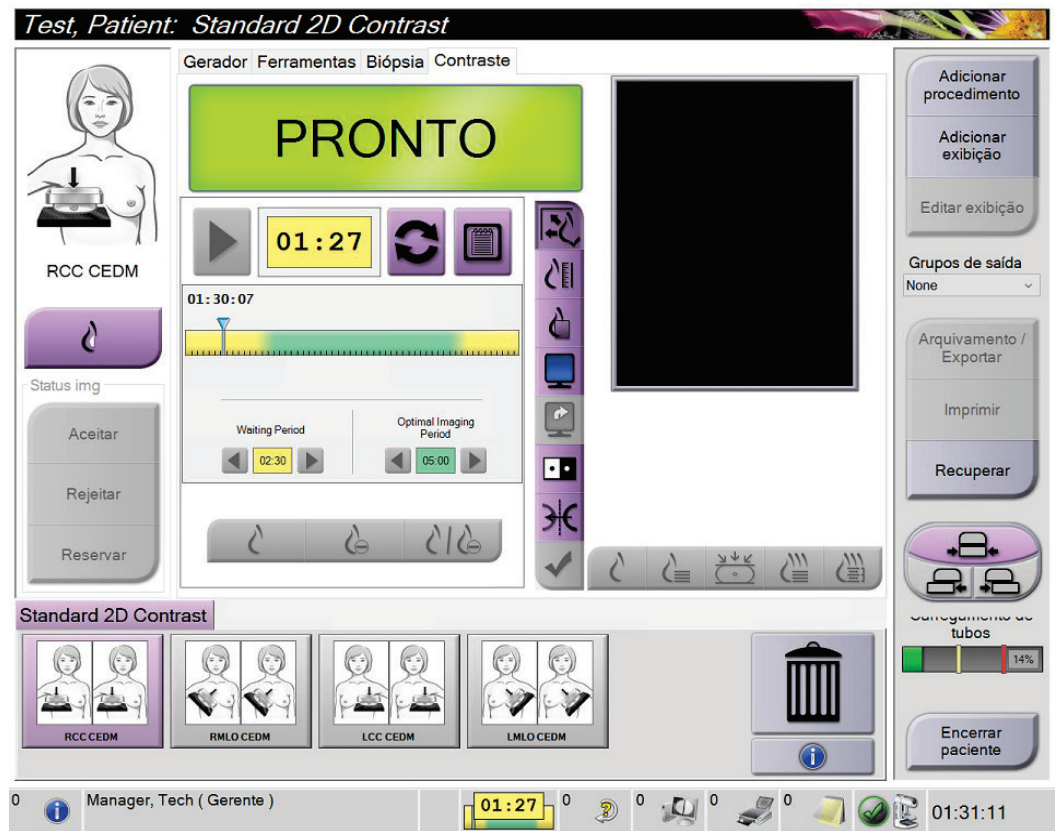 Test, Patient: Standard 2D Contrast
Gerador Ferramentas Biópsia Contraste
RCC CEDM
Status img
Aceitar
Rejeitar
Reservar
PRONTO
01:27
01:30:07
Waiting Period
02:30
Optimal Imaging
Period
05:00
Adicionar
procedimento
Adicionar
exibição
Editar exibição
Grupos de saída
None
Arquivamento /
Exportar
Imprimir
Recuperar
tubos
14%
Encerrar
paciente
Standard 2D Contrast
RCC CEDM
RMLO CEDM
LCC CEDM
LMLO CEDM
0
Manager, Tech ( Gerente )
01:27
0
0
0
0
01:31:11